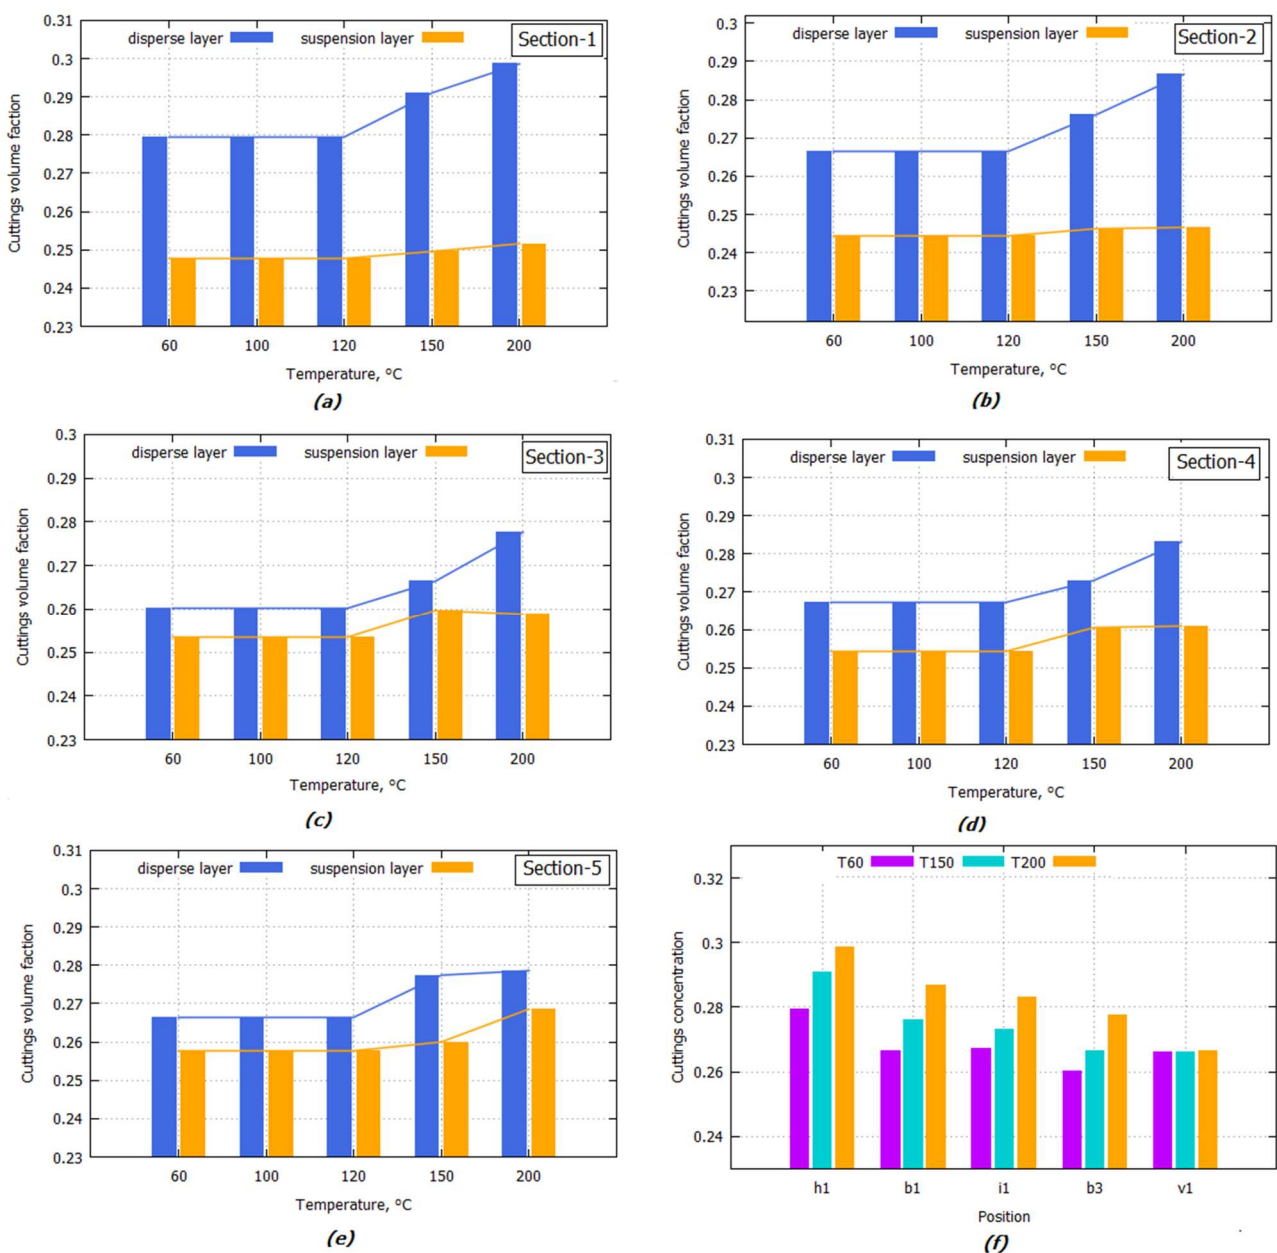 0.31
0.3
0.29
0.28
0.27
0.26
0.25
0.24
0.23
disperse layer
suspension layer
Section-1
Cuttings volume faction
60 100 120 150 200
Temperature, ºC
(a)
0.3
0.29
0.28
0.27
0.26
0.25
0.24
0.23
disperse layer
suspension layer
Section-2
Cuttings volume faction
60 100 120 150 200
Temperature, ºC
(b)
0.3
0.29
0.28
0.27
0.26
0.25
0.24
0.23
disperse layer
suspension layer
Section-3
Cuttings volume faction
60 100 120 150 200
Temperature, ºC
(c)
0.31
0.3
0.29
0.28
0.27
0.26
0.25
0.24
0.23
disperse layer
suspension layer
Section-4
Cuttings volume faction
60 100 120 150 200
Temperature, ºC
(d)
0.31
0.3
0.29
0.28
0.27
0.26
0.25
0.24
0.23
disperse layer
suspension layer
Section-5
Cuttings volume faction
60 100 120 150 200
Temperature, ºC
(e)
0.32
0.3
0.28
0.26
0.24
T60 T150 T200
Cuttings concentration
h1 b1 i1 b3 v1
Position
(f)